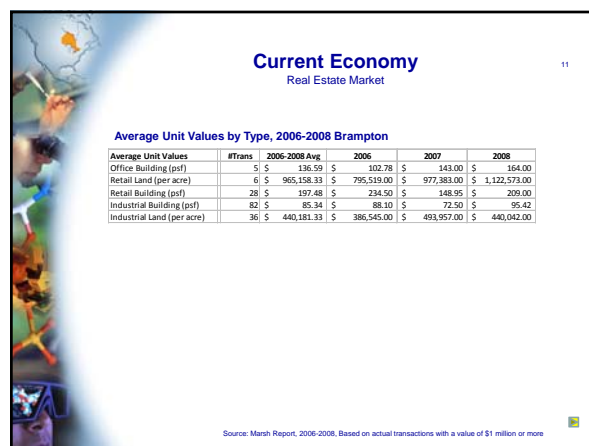 Current Economy
11
Real Estate Market
Average Unit Values by Type, 2006-2008 Brampton
Average Unit Values #Trans 2006-2008 Avg 2006 2007 2008
Office Building (psf) 5 $ 136.59 $ 102.78 $ 143.00 $ 164.00
Retail Land (per acre) 6 $ 965,158.33 $ 795,519.00 $ 977,383.00 $ 1,122,573.00
Retail Building (psf) 28 $ 197.48 $ 234.50 $ 148.95 $ 209.00
Industrial Building (psf) 82 $ 85.34 $ 88.10 $ 72.50 $ 95.42
Industrial Land (per acre) 36 $ 440,181.33 $ 386,545.00 $ 493,957.00 $ 440,042.00
Source: Marsh Report, 2006-2008, Based on actual transactions with a value of $1 million or more